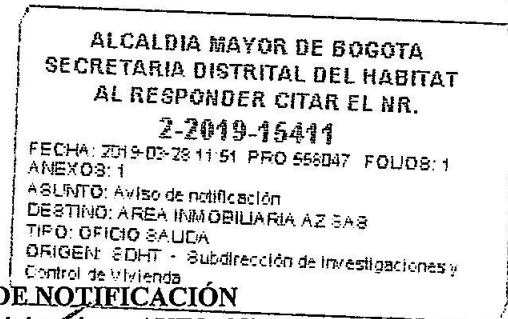 ALCALDIA MAYOR DE BOGOTA
SECRETARIA DISTRITAL DEL HABITAT
AL RESPONDER CITAR EL NR.
2-2019-15411
FECHA: 2019-03-28 11:51 PRO 558047 FOLIOS: 1
ANEXOS: 1
ASUNTO: Aviso de notificación
DESTINO: AREA INMOBILIARIA AZ SAS
TIPO: OFICIO SALIDA
ORIGEN: SDHT - Subdirección de Investigaciones y
Control de Vivienda
DE NOTIFICACIÓN